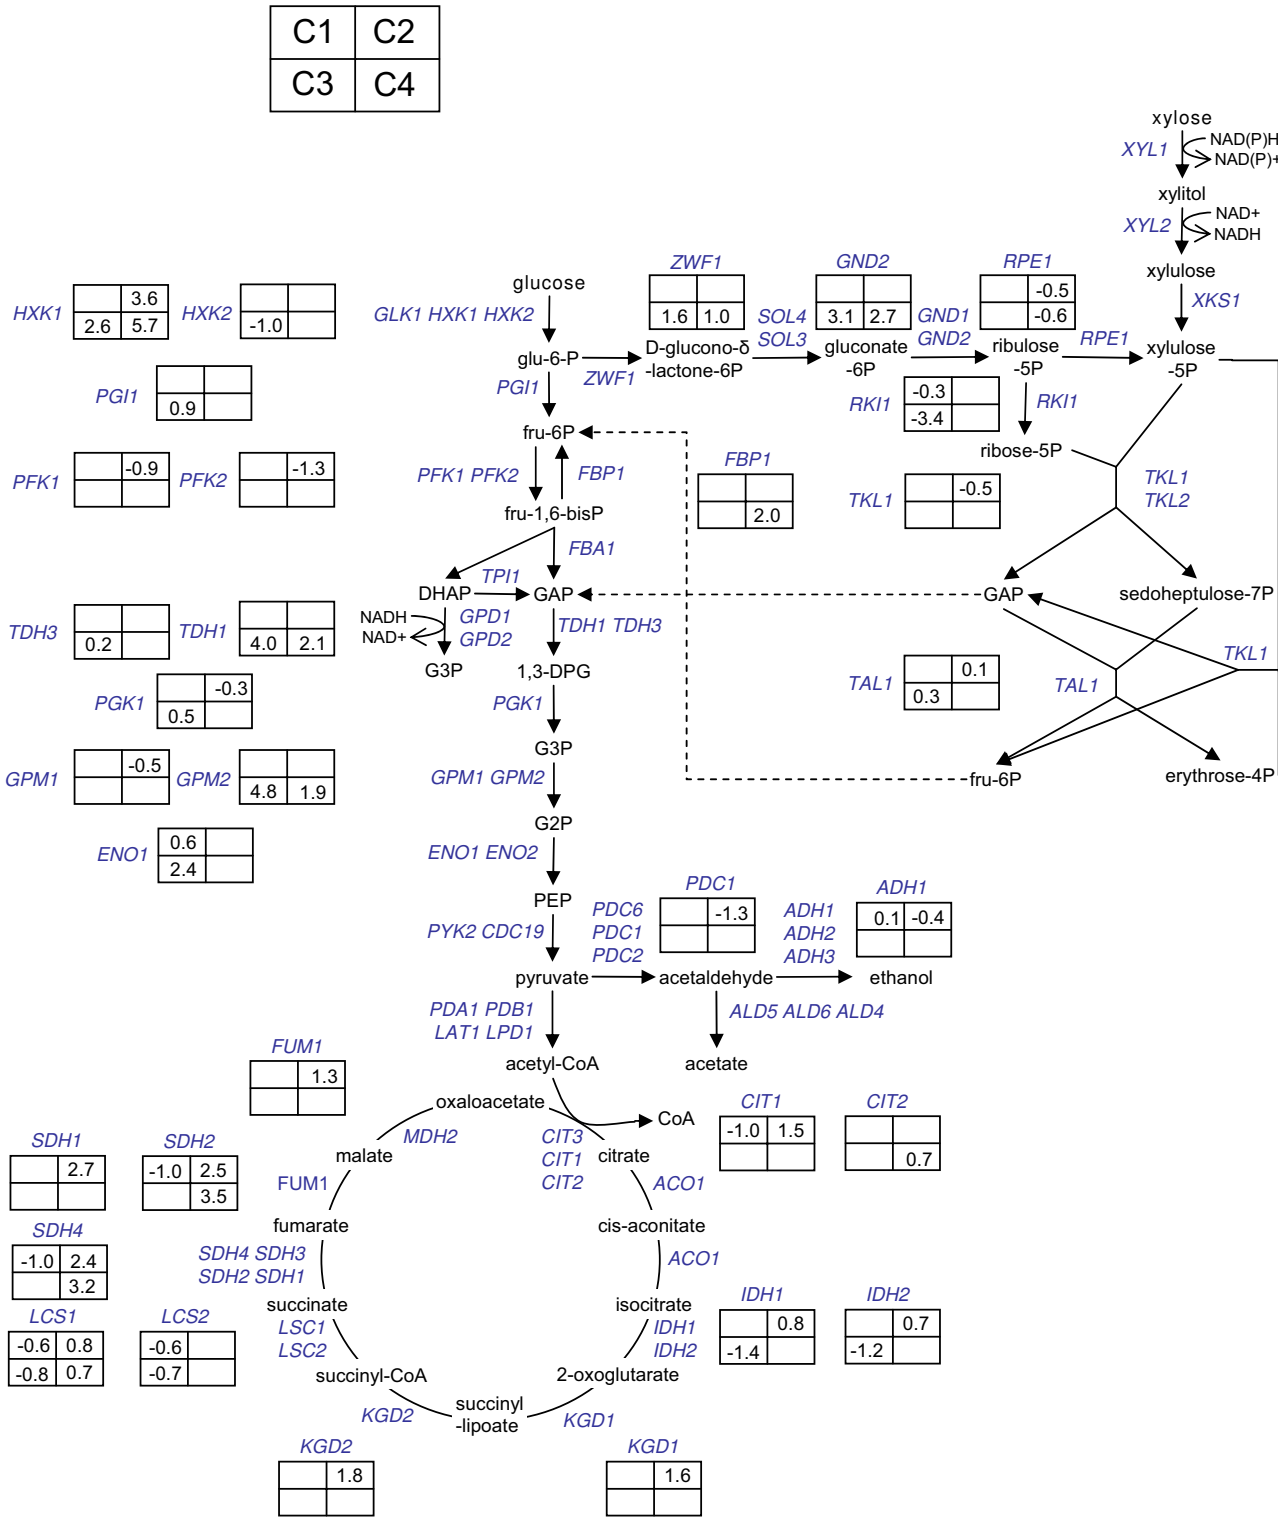 C1 C2
C3 C4
xylose
XYL1
NAD(P)H
NAD(P)+
xylitol
XYL2
NAD+
NADH
xylulose
XKS1
xylulose
-5P
ZWF1
1.6 1.0
GND2
3.1 2.7
RPE1
-0.5
-0.6
HXK1
3.6
2.6 5.7
HXK2
-1.0
glucose
GLK1 HXK1 HXK2
glu-6-P
ZWF1
D-glucono-δ
-lactone-6P
SOL4
SOL3
gluconate
-6P
GND1
GND2
ribulose
-5P
RPE1
PGI1
0.9
PGI1
RKI1
-0.3
-3.4
RKI1
ribose-5P
fru-6P
PFK1
-0.9
PFK2
-1.3
PFK1 PFK2
FBP1
FBP1
2.0
TKL1
-0.5
TKL1
TKL2
fru-1,6-bisP
FBA1
DHAP
TPI1
GAP
GAP
sedoheptulose-7P
NADH
NAD+
GPD1
GPD2
G3P
TDH3
0.2
TDH1
4.0 2.1
TDH1 TDH3
1,3-DPG
TAL1
0.1
0.3
TAL1
TKL1
PGK1
-0.3
0.5
PGK1
G3P
GPM1
-0.5
GPM2
4.8 1.9
GPM1 GPM2
fru-6P
erythrose-4P
G2P
ENO1
0.6
2.4
ENO1 ENO2
PEP
PYK2 CDC19
PDC6
PDC1
PDC2
PDC1
-1.3
ADH1
ADH2
ADH3
ADH1
0.1 -0.4
pyruvate
acetaldehyde
ethanol
PDA1 PDB1
LAT1 LPD1
ALD5 ALD6 ALD4
acetyl-CoA
acetate
FUM1
1.3
oxaloacetate
CoA
CIT1
-1.0 1.5
CIT2
0.7
MDH2
CIT3
CIT1
CIT2
malate
citrate
SDH1
2.7
SDH2
-1.0 2.5
3.5
FUM1
ACO1
fumarate
cis-aconitate
SDH4
-1.0 2.4
3.2
SDH4 SDH3
SDH2 SDH1
ACO1
succinate
isocitrate
IDH1
0.8
-1.4
IDH2
0.7
-1.2
LCS1
-0.6 0.8
-0.8 0.7
LCS2
-0.6
-0.7
LSC1
LSC2
IDH1
IDH2
succinyl-CoA
2-oxoglutarate
KGD2
succinyl
-lipoate
KGD1
KGD2
1.8
KGD1
1.6